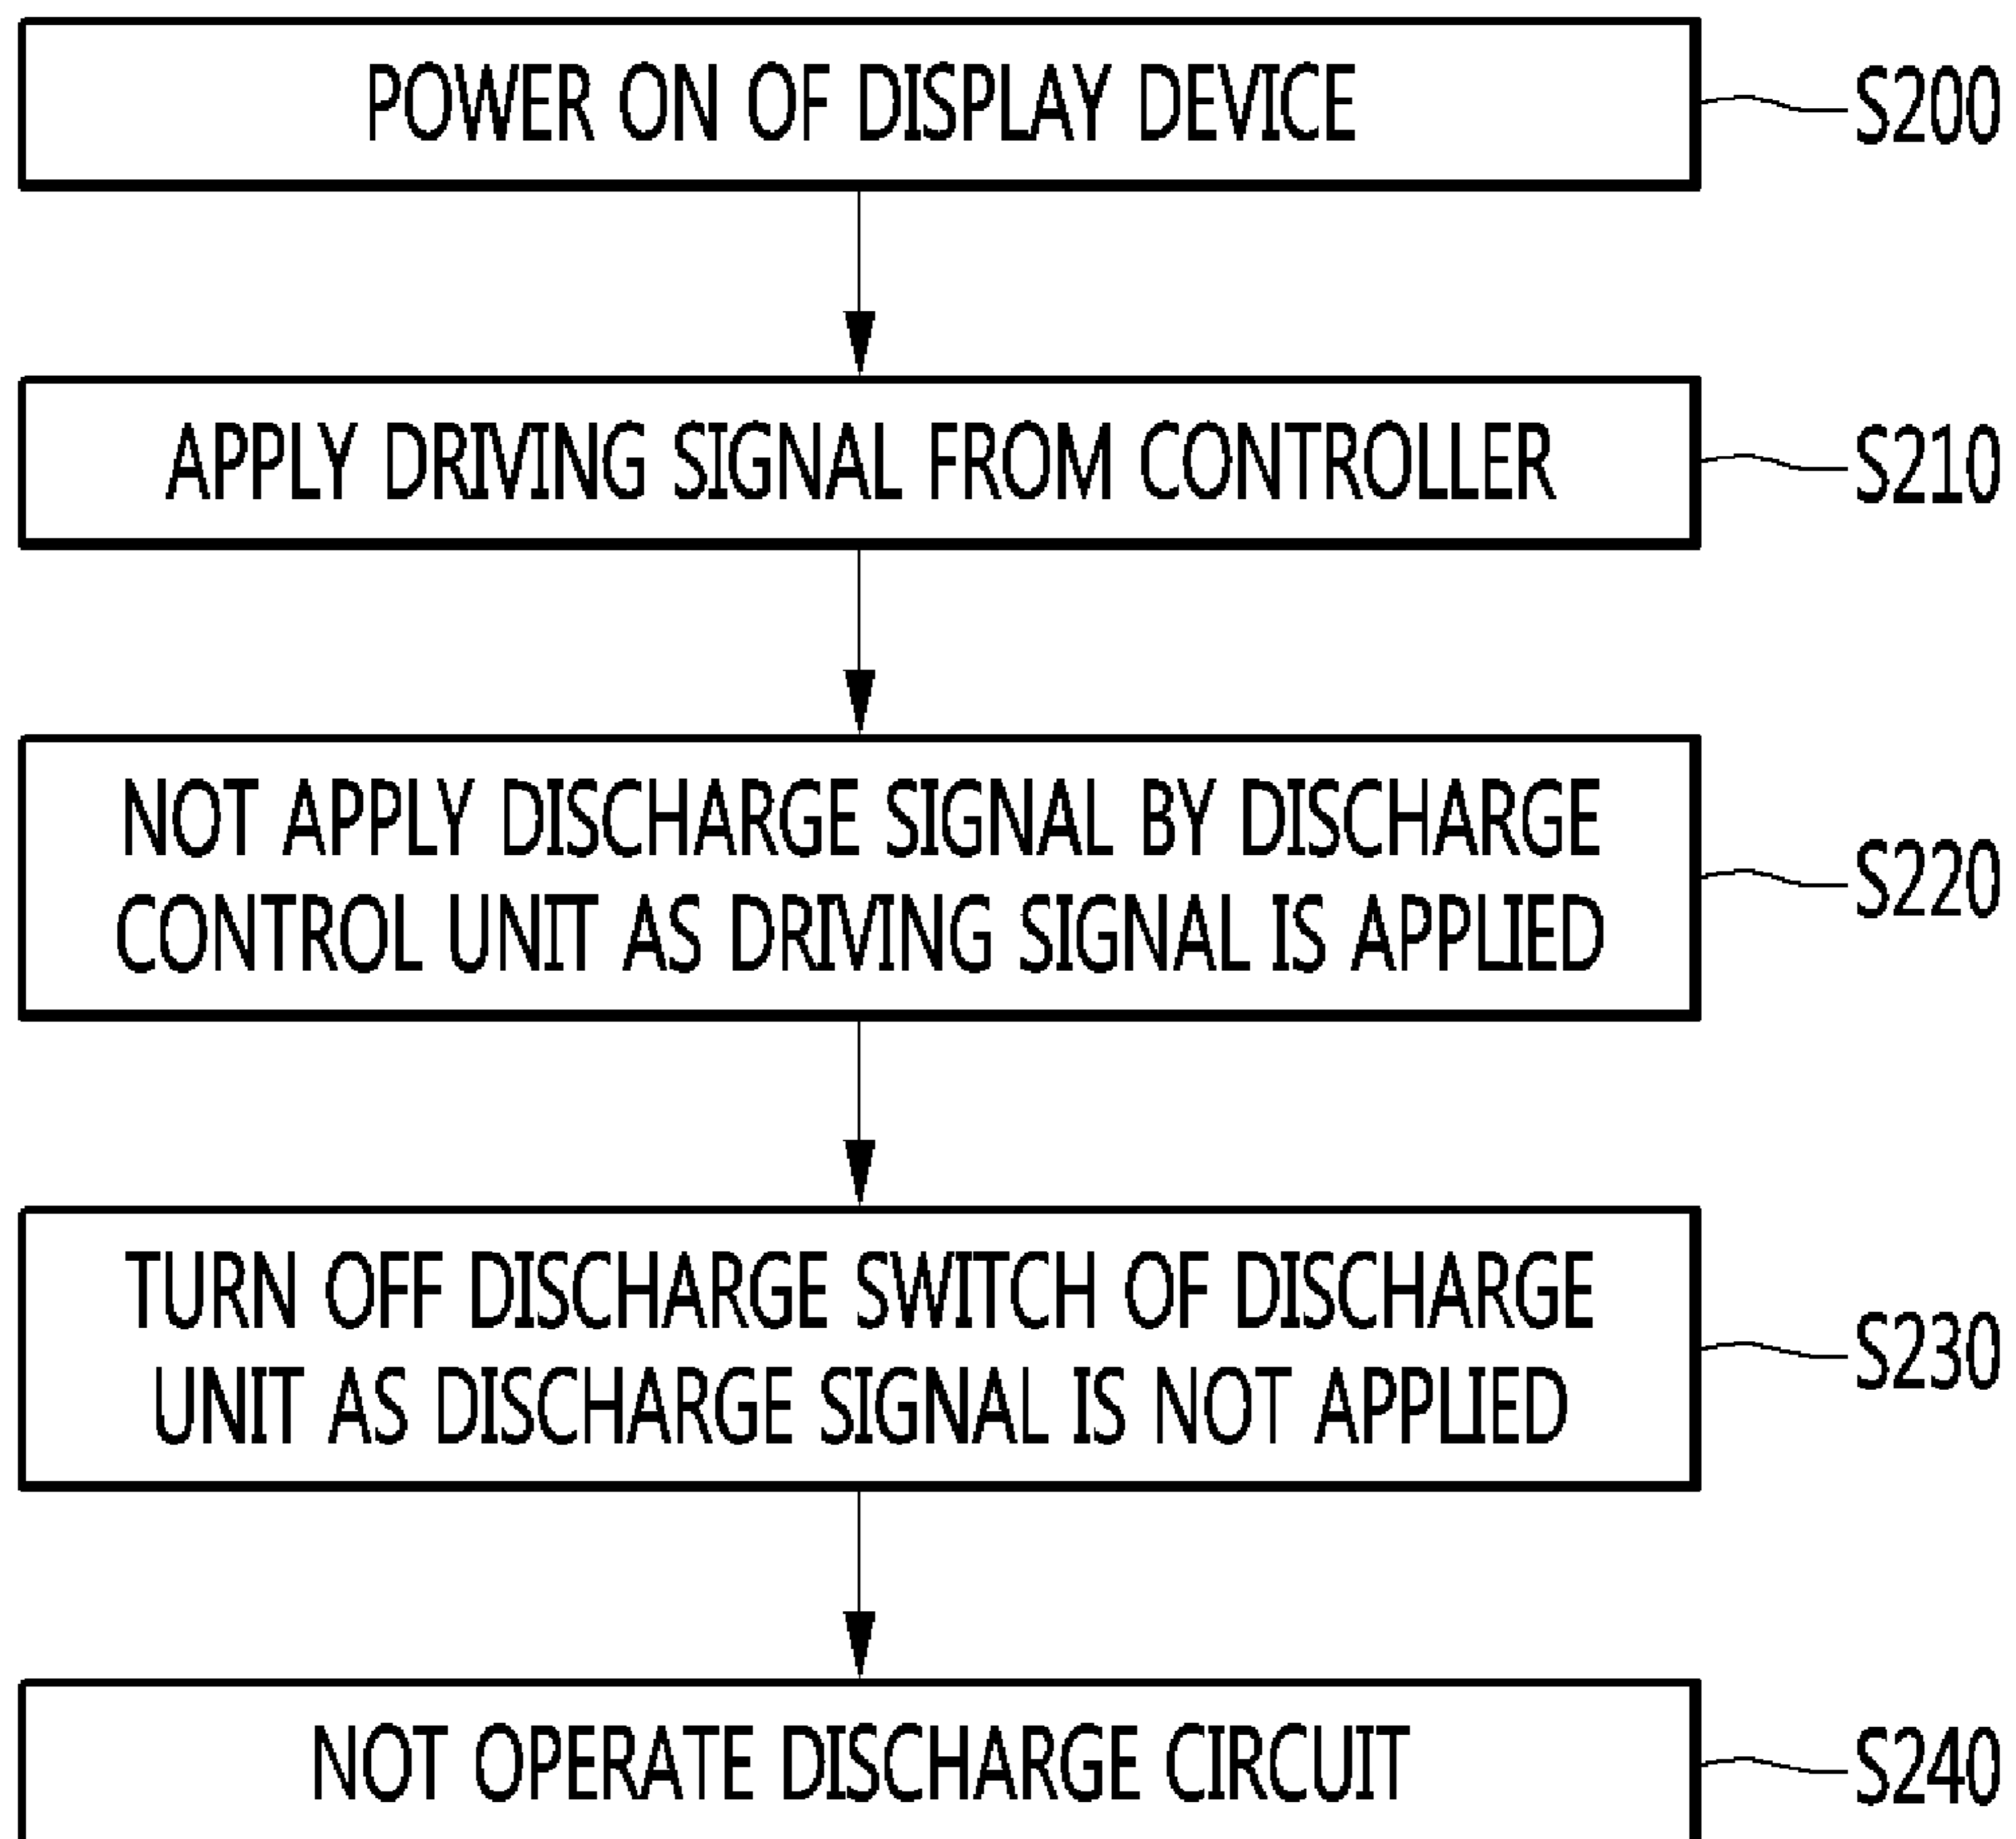 POWER ON OF DISPLAY DEVICE
S200
APPLY DRIVING SIGNAL FROM CONTROLLER
S210
NOT APPLY DISCHARGE SIGNAL BY DISCHARGE
CONTROL UNIT AS DRIVING SIGNAL IS APPLIED
S220
TURN OFF DISCHARGE SWITCH OF DISCHARGE
UNIT AS DISCHARGE SIGNAL IS NOT APPLIED
S230
NOT OPERATE DISCHARGE CIRCUIT
S240